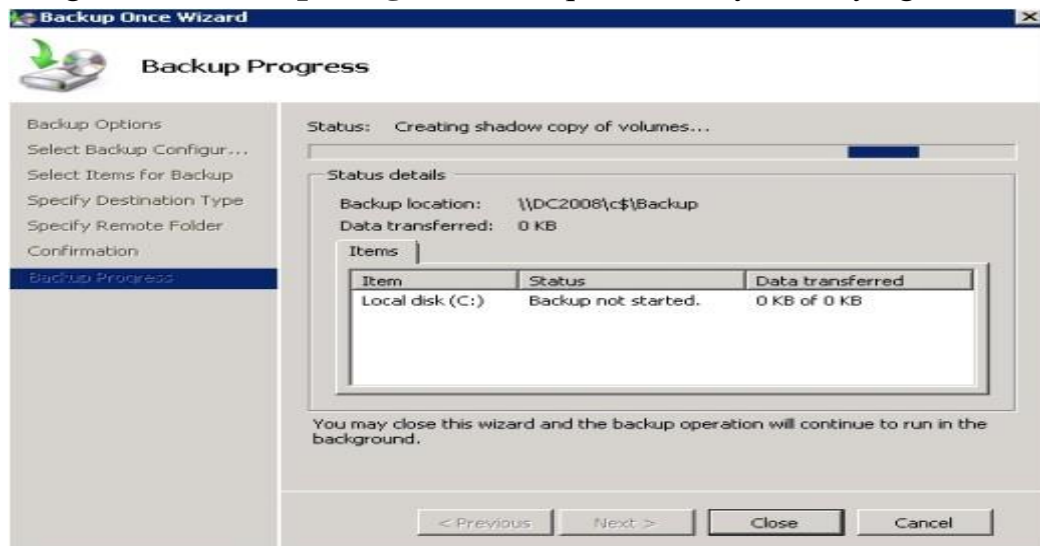 Backup Once Wizard
Backup Progress
Backup Options
Select Backup Configur...
Select Items for Backup
Specify Destination Type
Specify Remote Folder
Confirmation
Backup Progress
Status: Creating shadow copy of volumes...
Status details
Backup location: \\DC2008\c$\Backup
Data transferred: 0 KB
Items
Item Status Data transferred
Local disk (C:) Backup not started. 0 KB of 0 KB
You may close this wizard and the backup operation will continue to run in the
background.
< Previous Next > Close Cancel